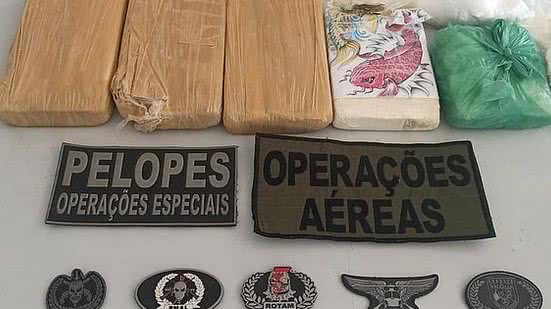 PELOPES
OPERAÇÕES ESPECIAIS
OPERAÇÕES
AÉREAS
ROTAM